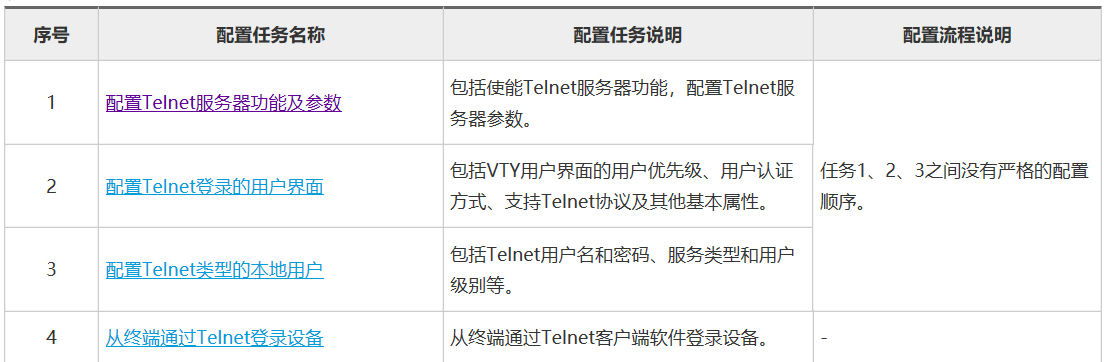 序号 配置任务名称 配置任务说明 配置流程说明
1 配置Telnet服务器功能及参数 包括使能Telnet服务器功能，配置Telnet服
务器参数。
2 配置Telnet登录的用户界面 包括VTY用户界面的用户优先级、用户认证
方式、支持Telnet协议及其他基本属性。
任务1、2、3之间没有严格的配置
顺序。
3 配置Telnet类型的本地用户 包括Telnet用户名和密码、服务类型和用户
级别等。
4 从终端通过Telnet登录设备 从终端通过Telnet客户端软件登录设备。 -